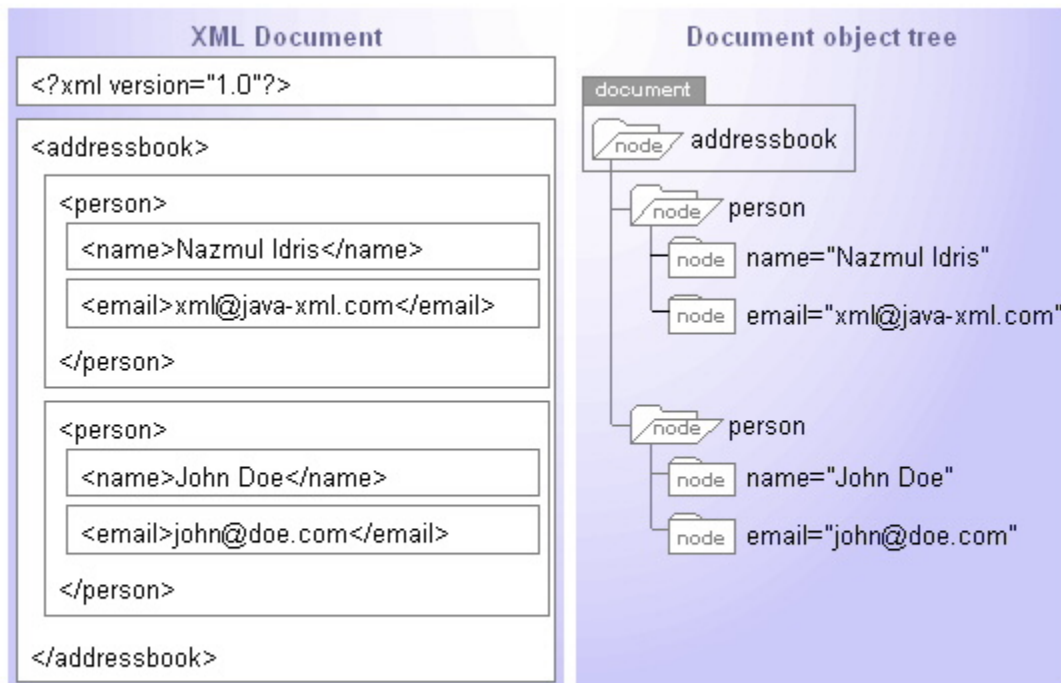 XML Document
<?xml version="1.0"?>
<addressbook>
<person>
<name>Nazmul Idris</name>
<email>xml@java-xml.com</email>
</person>
<person>
<name>John Doe</name>
<email>john@doe.com</email>
</person>
</addressbook>
Document object tree
document
node addressbook
node person
node name="Nazmul Idris"
node email="xml@java-xml.com"
node person
node name="John Doe"
node email="john@doe.com"